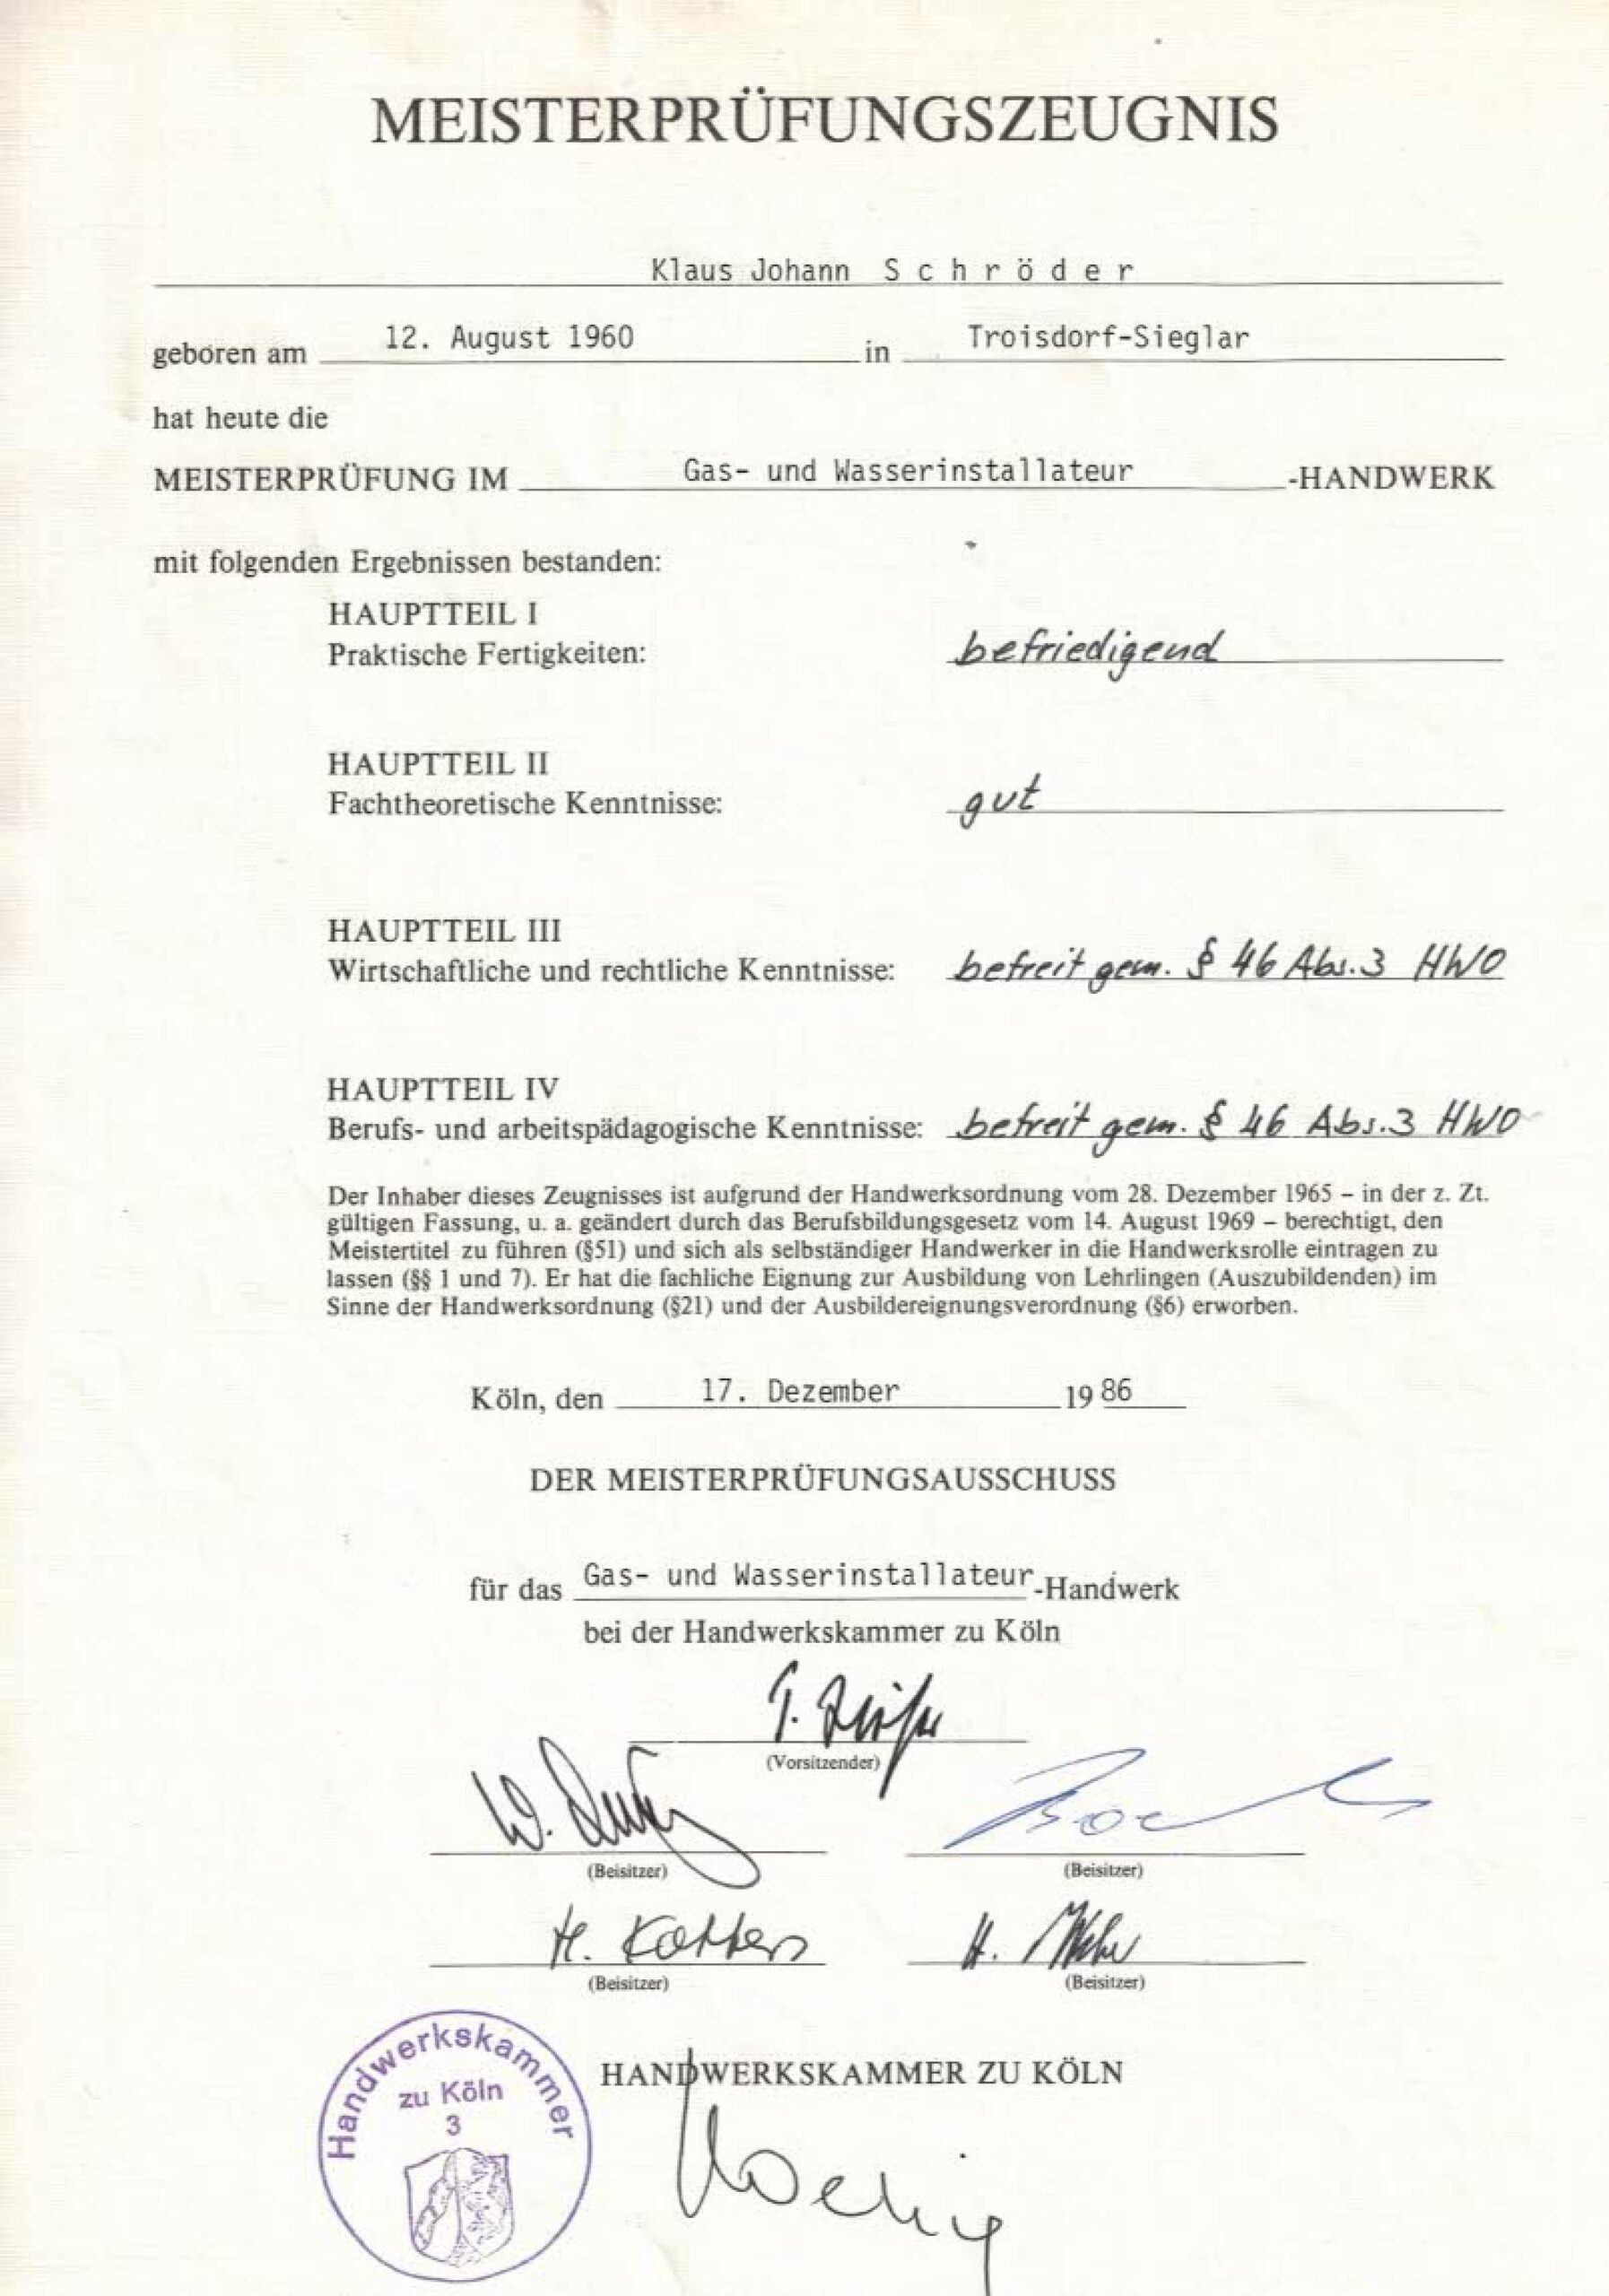 MEISTERPRÜFUNGSZEUGNIS
Klaus Johann S c h r ö d e r
geboren am 12. August 1960 in Troisdorf-Sieglar
hat heute die
MEISTERPRÜFUNG IM Gas- und Wasserinstallateur -HANDWERK
mit folgenden Ergebnissen bestanden:
HAUPTTEIL I
Praktische Fertigkeiten: befriedigend
HAUPTTEIL II
Fachtheoretische Kenntnisse: gut
HAUPTTEIL III
Wirtschaftliche und rechtliche Kenntnisse: befreit gem. § 46 Abs. 3 HWO
HAUPTTEIL IV
Berufs- und arbeitspädagogische Kenntnisse: befreit gem. § 46 Abs. 3 HWO
Der Inhaber dieses Zeugnisses ist aufgrund der Handwerksordnung vom 28. Dezember 1965 – in der z. Zt.
gültigen Fassung, u. a. geändert durch das Berufsbildungsgesetz vom 14. August 1969 – berechtigt, den
Meistertitel zu führen (§51) und sich als selbständiger Handwerker in die Handwerksrolle eintragen zu
lassen (§§ 1 und 7). Er hat die fachliche Eignung zur Ausbildung von Lehrlingen (Auszubildenden) im
Sinne der Handwerksordnung (§21) und der Ausbildereignungsverordnung (§6) erworben.
Köln, den 17. Dezember 1986
DER MEISTERPRÜFUNGSAUSSCHUSS
für das Gas- und Wasserinstallateur-Handwerk
bei der Handwerkskammer zu Köln
(Vorsitzender)
W.
(Beisitzer) (Beisitzer)
H. H.
(Beisitzer) (Beisitzer)
Handwerkskammer
zu Köln
3
HANDWERKSKAMMER ZU KÖLN